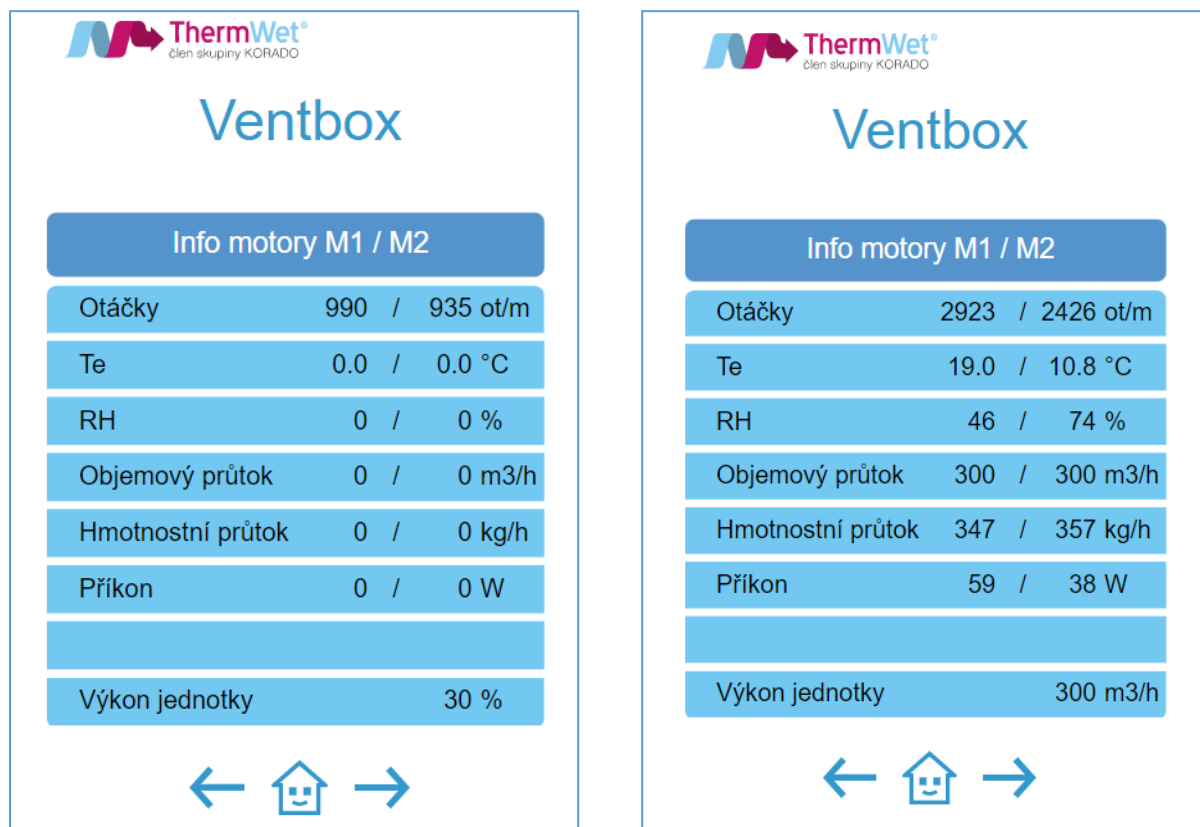 ThermWet®
člen skupiny KORADO
Ventbox
Info motory M1 / M2
Otáčky 990 / 935 ot/m
Te 0.0 / 0.0 °C
RH 0 / 0 %
Objemový průtok 0 / 0 m3/h
Hmotnostní průtok 0 / 0 kg/h
Příkon 0 / 0 W
Výkon jednotky 30 %
ThermWet®
člen skupiny KORADO
Ventbox
Info motory M1 / M2
Otáčky 2923 / 2426 ot/m
Te 19.0 / 10.8 °C
RH 46 / 74 %
Objemový průtok 300 / 300 m3/h
Hmotnostní průtok 347 / 357 kg/h
Příkon 59 / 38 W
Výkon jednotky 300 m3/h